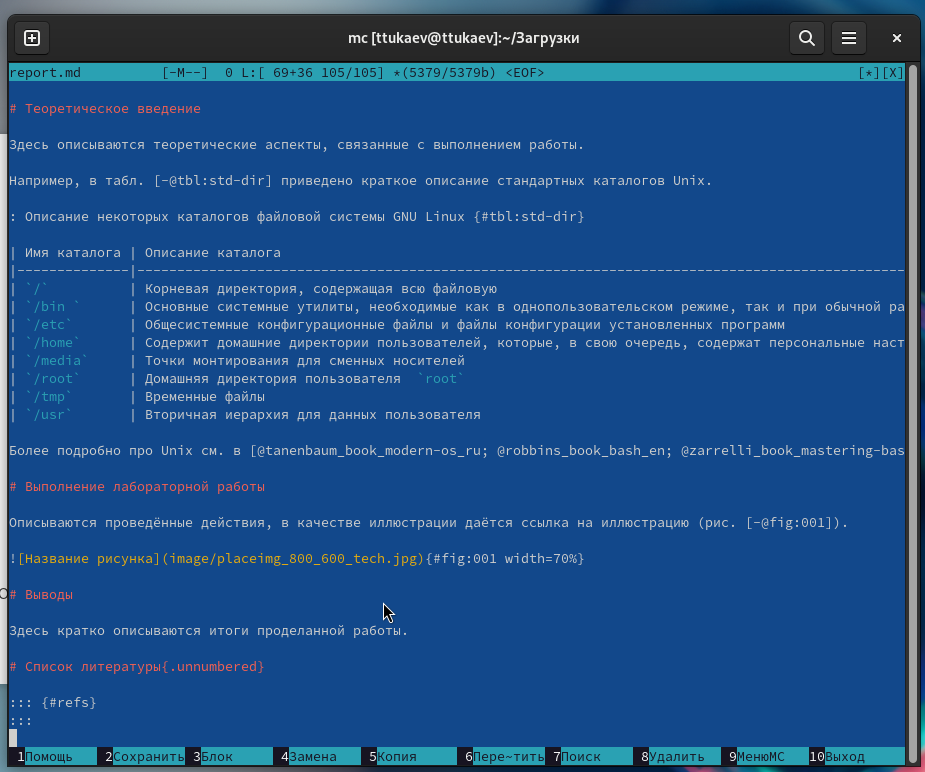 mc [ttukaev@ttukaev]:~/Загрузки
report.md [-M--] 0 L:[ 69+36 105/105] *(5379/5379b) <EOF> [*][X]
# Теоретическое введение
Здесь описываются теоретические аспекты, связанные с выполнением работы.
Например, в табл. [-@tbl:std-dir] приведено краткое описание стандартных каталогов Unix.
: Описание некоторых каталогов файловой системы GNU Linux {#tbl:std-dir}
| Имя каталога | Описание каталога
|--------------|------------------------------------------------------------------------------------------------
| `/` | Корневая директория, содержащая всю файловую
| `/bin ` | Основные системные утилиты, необходимые как в однопользовательском режиме, так и при обычной ра
| `/etc` | Общесистемные конфигурационные файлы и файлы конфигурации установленных программ
| `/home` | Содержит домашние директории пользователей, которые, в свою очередь, содержат персональные наст
| `/media` | Точки монтирования для сменных носителей
| `/root` | Домашняя директория пользователя `root`
| `/tmp` | Временные файлы
| `/usr` | Вторичная иерархия для данных пользователя
Более подробно про Unix см. в [@tanenbaum_book_modern-os_ru; @robbins_book_bash_en; @zarrelli_book_mastering-bas
# Выполнение лабораторной работы
Описываются проведённые действия, в качестве иллюстрации даётся ссылка на иллюстрацию (рис. [-@fig:001]).
![Название рисунка](image/placeimg_800_600_tech.jpg){#fig:001 width=70%}
# Выводы
Здесь кратко описываются итоги проделанной работы.
# Список литературы{.unnumbered}
::: {#refs}
:::
1Помощь 2Сохранить 3Блок 4Замена 5Копия 6Пере~тить 7Поиск 8Удалить 9МенюMC 10Выход